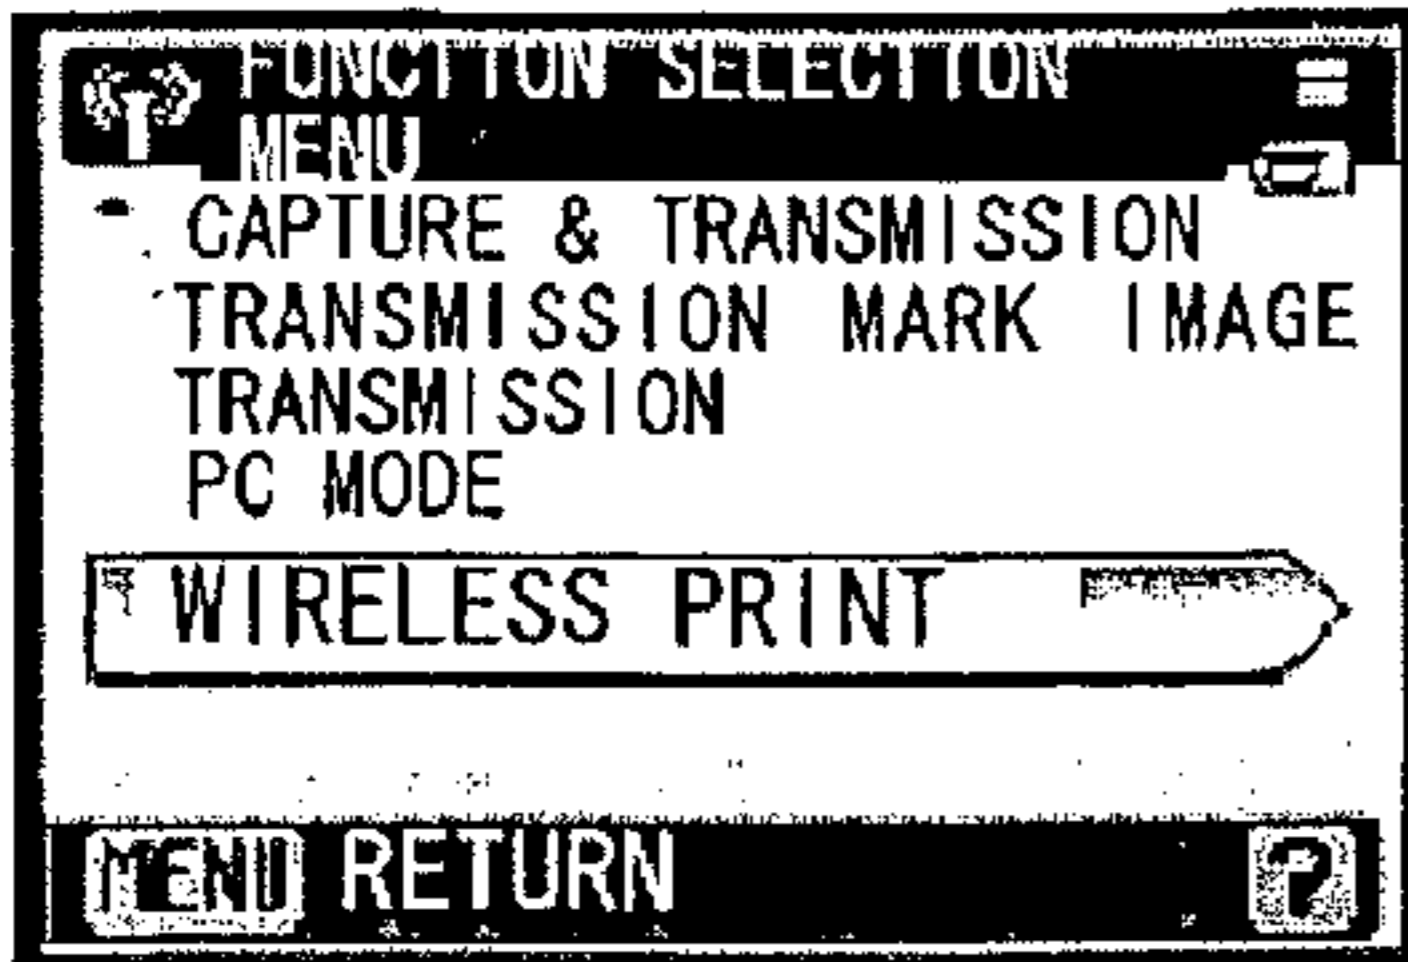 FUNCTION SELECTION
MENU
CAPTURE & TRANSMISSION
TRANSMISSION MARK IMAGE
TRANSMISSION
PC MODE
WIRELESS PRINT
MENU RETURN ?